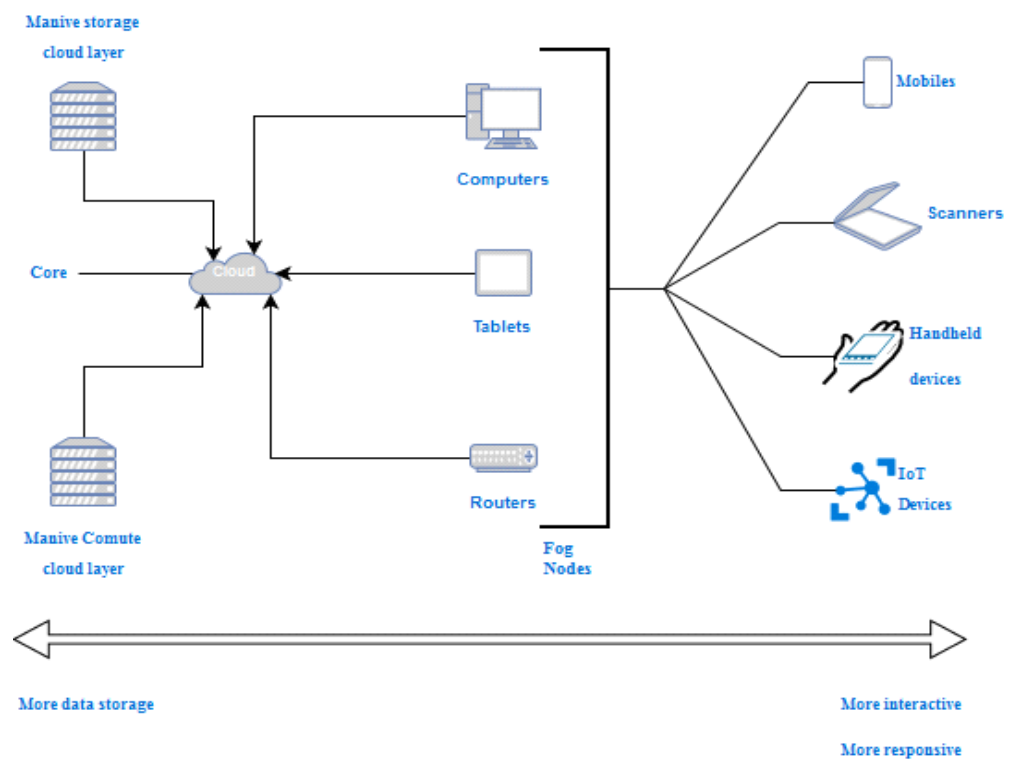 Manive storage
cloud layer
Mobiles
Computers
Scanners
Core
Cloud
Tablets
Handheld
devices
IoT
Devices
Routers
Manive Comute
cloud layer
Fog
Nodes
More data storage
More interactive
More responsive